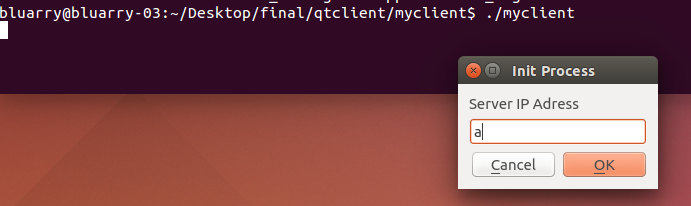 bluarry@bluarry-03:~/Desktop/final/qtclient/myclient$ ./myclient
Init Process
Server IP Adress
a
Cancel
OK